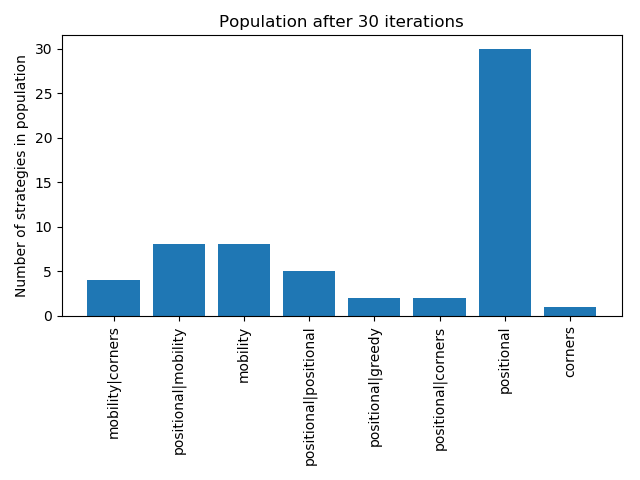 Population after 30 iterations
Number of strategies in population
30
25
20
15
10
5
0
mobility|corners
positional|mobility
mobility
positional|positional
positional|greedy
positional|corners
positional
corners